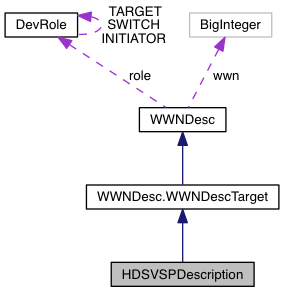 TARGET
SWITCH
INITIATOR
DevRole
BigInteger
role
wwn
WWNDesc
WWNDesc.WWNDescTarget
HDSVSPDescription